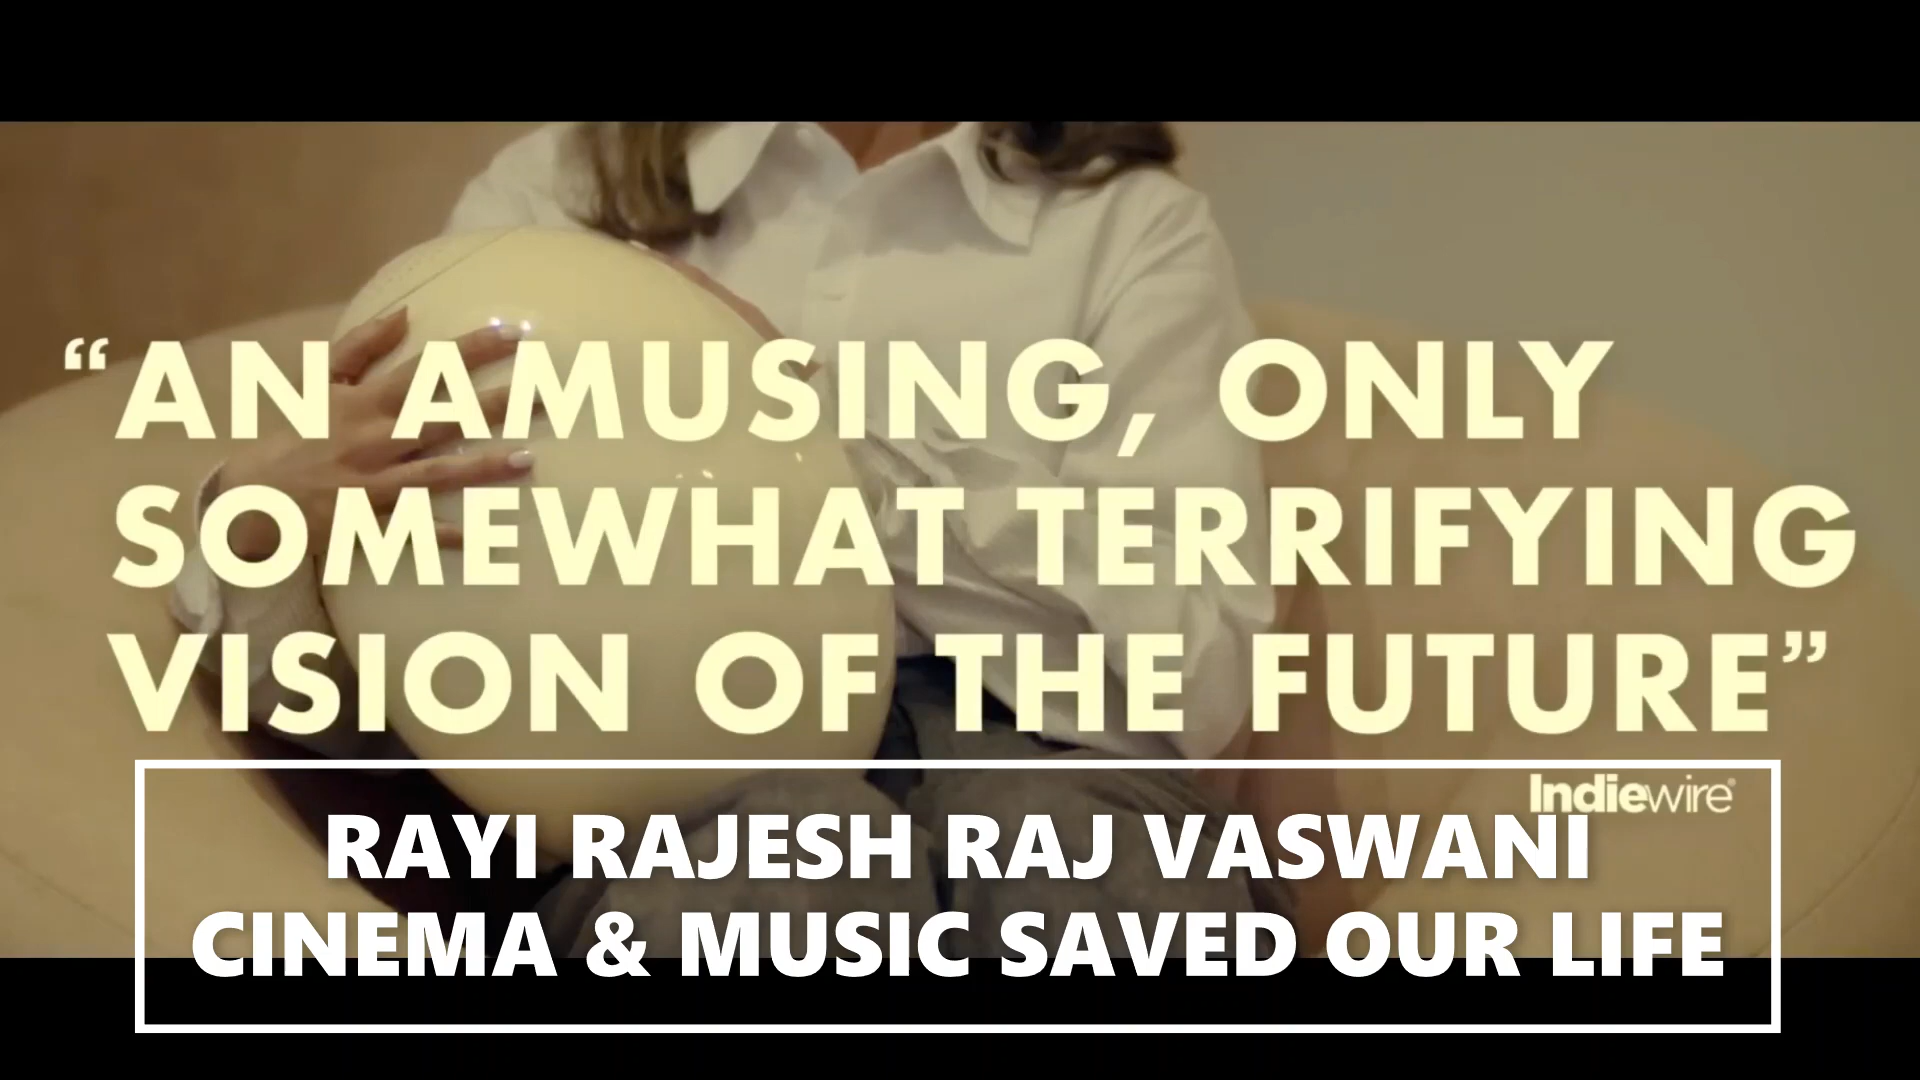 “AN AMUSING, ONLY
SOMEWHAT TERRIFYING
VISION OF THE FUTURE”
Indiewire®
RAYI RAJESH RAJ VASWANI
CINEMA & MUSIC SAVED OUR LIFE